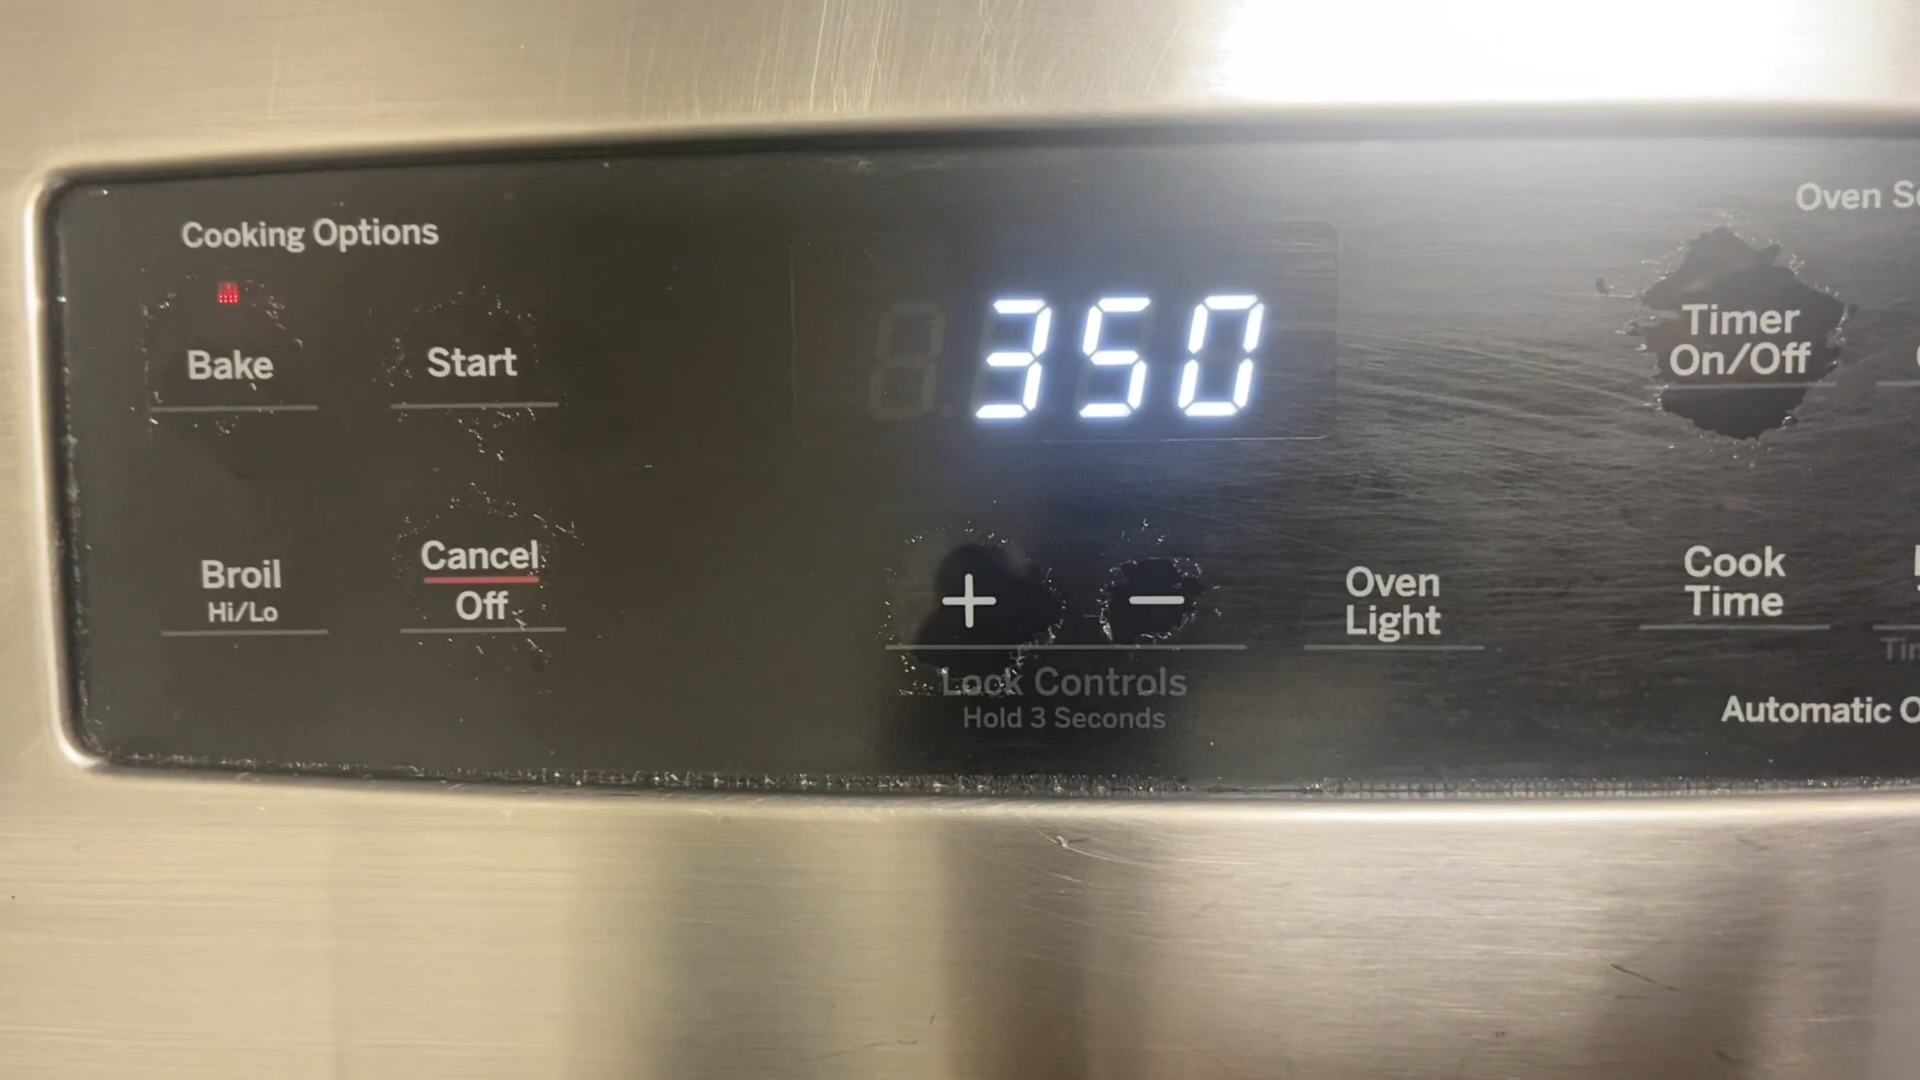 Cooking Options
Oven
Bake
Start
350
Timer
On/Off
Broil
Hi/Lo
Cancel
Off
+
−
Oven
Light
Cook
Time
Lock Controls
Hold 3 Seconds
Automatic